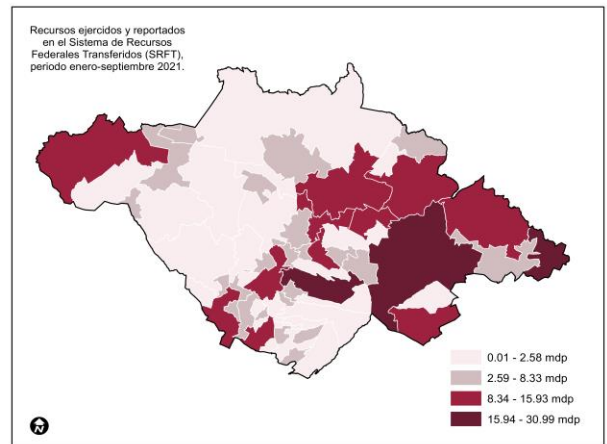 Recursos ejercidos y reportados
en el Sistema de Recursos
Federales Transferidos (SRFT),
periodo enero-septiembre 2021.
0.01 - 2.58 mdp
2.59 - 8.33 mdp
8.34 - 15.93 mdp
15.94 - 30.99 mdp
N